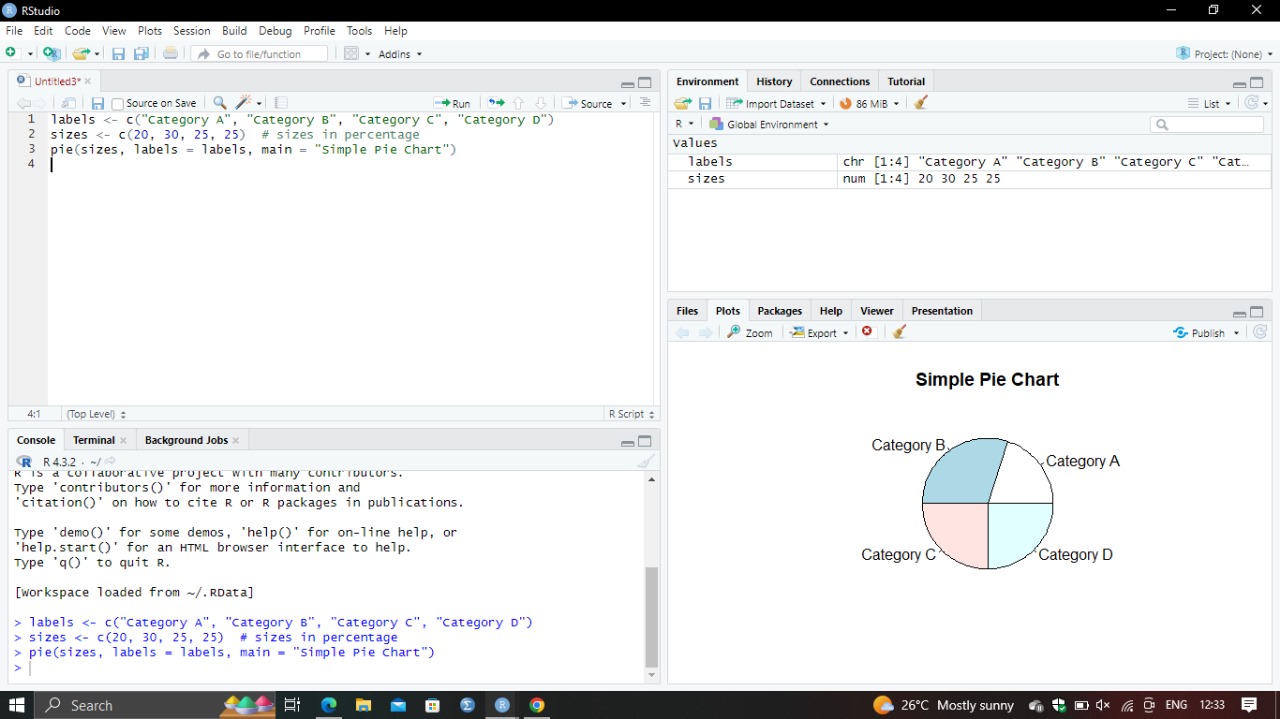 RStudio
File Edit Code View Plots Session Build Debug Profile Tools Help
Go to file/function Addins Project: (None)
Untitled3*
Source on Save Run Source
1 labels <- c("Category A", "Category B", "Category C", "Category D")
2 sizes <- c(20, 30, 25, 25)  # sizes in percentage
3 pie(sizes, labels = labels, main = "Simple Pie Chart")
4
4:1 (Top Level) R Script
Console Terminal Background Jobs
R 4.3.2 · ~/
R is a collaborative project with many contributors.
Type 'contributors()' for more information and
'citation()' on how to cite R or R packages in publications.
Type 'demo()' for some demos, 'help()' for on-line help, or
'help.start()' for an HTML browser interface to help.
Type 'q()' to quit R.
[Workspace loaded from ~/.RData]
> labels <- c("Category A", "Category B", "Category C", "Category D")
> sizes <- c(20, 30, 25, 25)  # sizes in percentage
> pie(sizes, labels = labels, main = "Simple Pie Chart")
>
Environment History Connections Tutorial
Import Dataset 86 MiB List
R Global Environment
Values
labels chr [1:4] "Category A" "Category B" "Category C" "Cat…
sizes num [1:4] 20 30 25 25
Files Plots Packages Help Viewer Presentation
Zoom Export Publish
Simple Pie Chart
Category B
Category A
Category C
Category D
Search 26°C Mostly sunny ENG 12:33